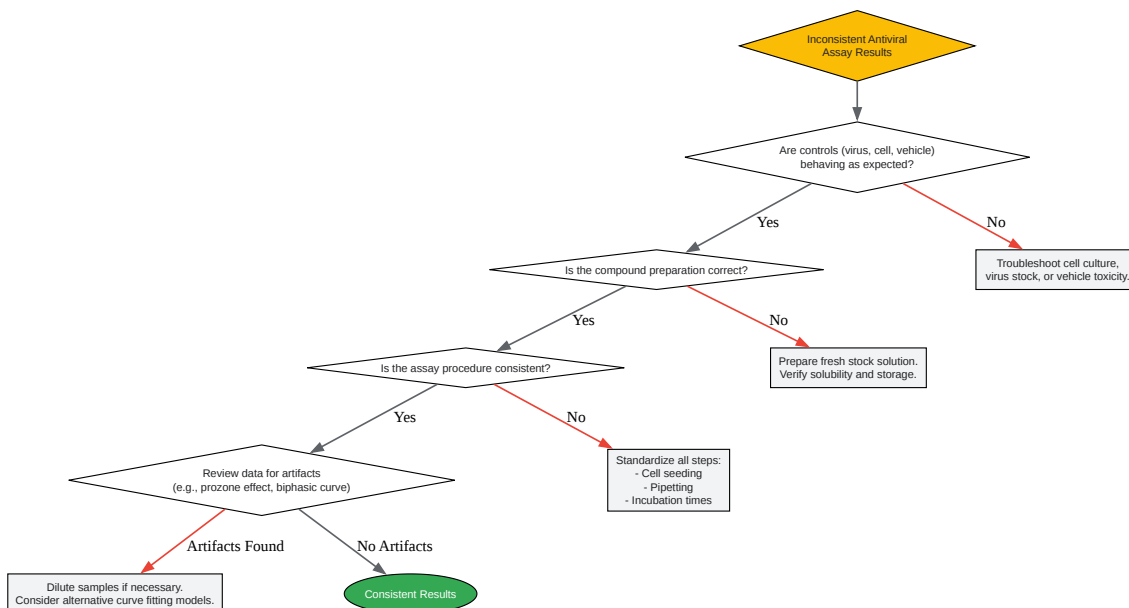 Inconsistent Antiviral
Assay Results
Are controls (virus, cell, vehicle)
behaving as expected?
Yes
No
Is the compound preparation correct?
Troubleshoot cell culture,
virus stock, or vehicle toxicity.
Yes
No
Is the assay procedure consistent?
Prepare fresh stock solution.
Verify solubility and storage.
Yes
No
Review data for artifacts
(e.g., prozone effect, biphasic curve)
Standardize all steps:
- Cell seeding
- Pipetting
- Incubation times
Artifacts Found
No Artifacts
Dilute samples if necessary.
Consider alternative curve fitting models.
Consistent Results